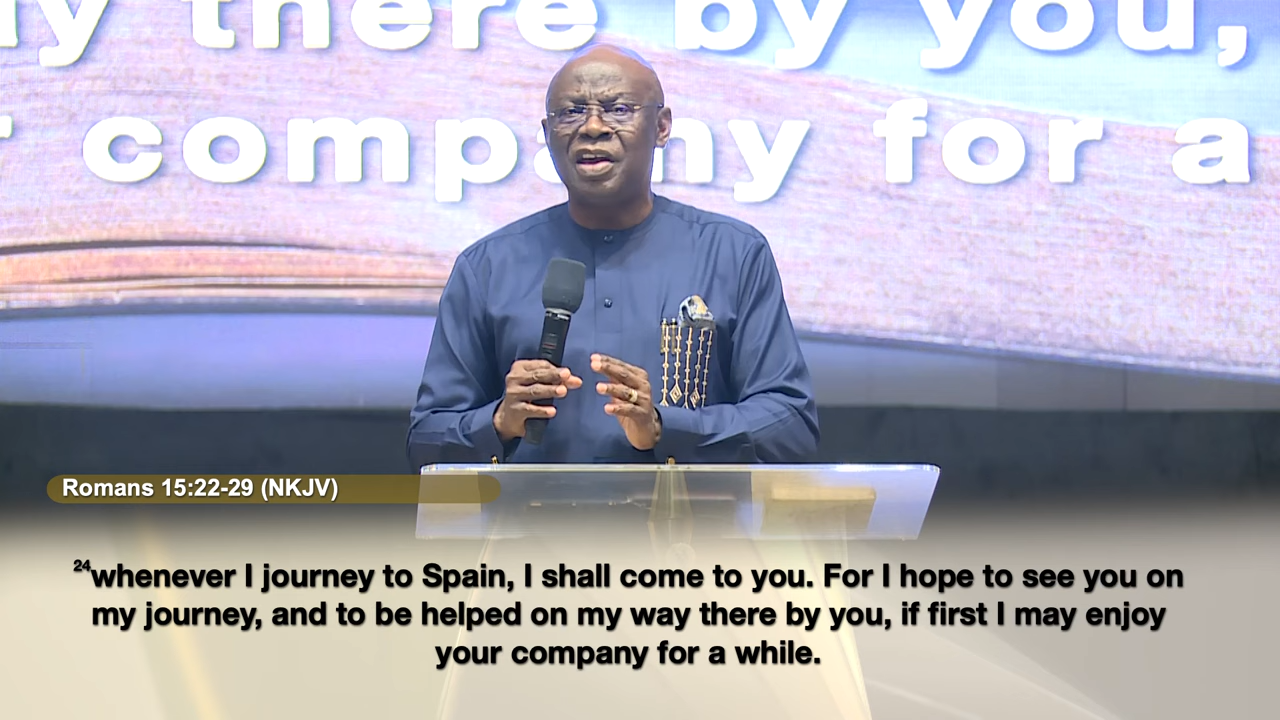 y there by you,
company for a
Romans 15:22-29 (NKJV)
24whenever I journey to Spain, I shall come to you. For I hope to see you on
my journey, and to be helped on my way there by you, if first I may enjoy
your company for a while.